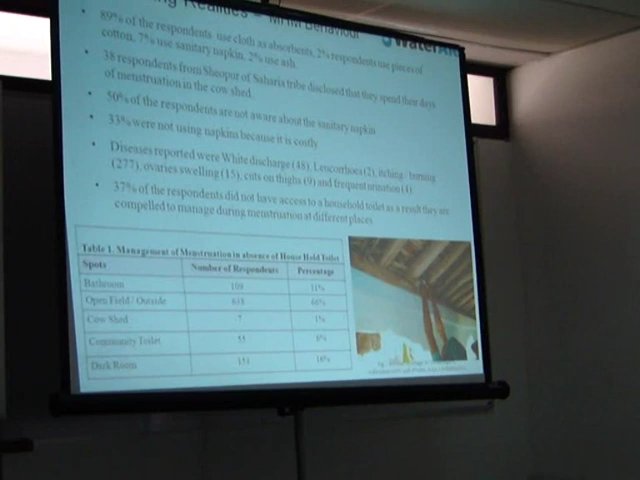 Realities – MHM Behaviour
WaterAid
• 89% of the respondents use cloth as absorbents, 2% respondents use pieces of
cotton, 7% use sanitary napkin, 2% use ash.
• 38 respondents from Sheopur of Saharia tribe disclosed that they spend their days
of menstruation in the cow shed.
• 50% of the respondents are not aware about the sanitary napkin
• 33% were not using napkins because it is costly
• Diseases reported were White discharge (48), Leucorrhoea (2), itching / burning
(277), ovaries swelling (15), cuts on thighs (9) and frequent urination (4)
• 37% of the respondents did not have access to a household toilet as a result they are
compelled to manage during menstruation at different places
Table 1. Management of Menstruation in absence of House Hold Toilet
Spots Number of Respondents Percentage
Bathroom 109 11%
Open Field / Outside 638 66%
Cow Shed 7 1%
Community Toilet 55 6%
Dark Room 153 16%